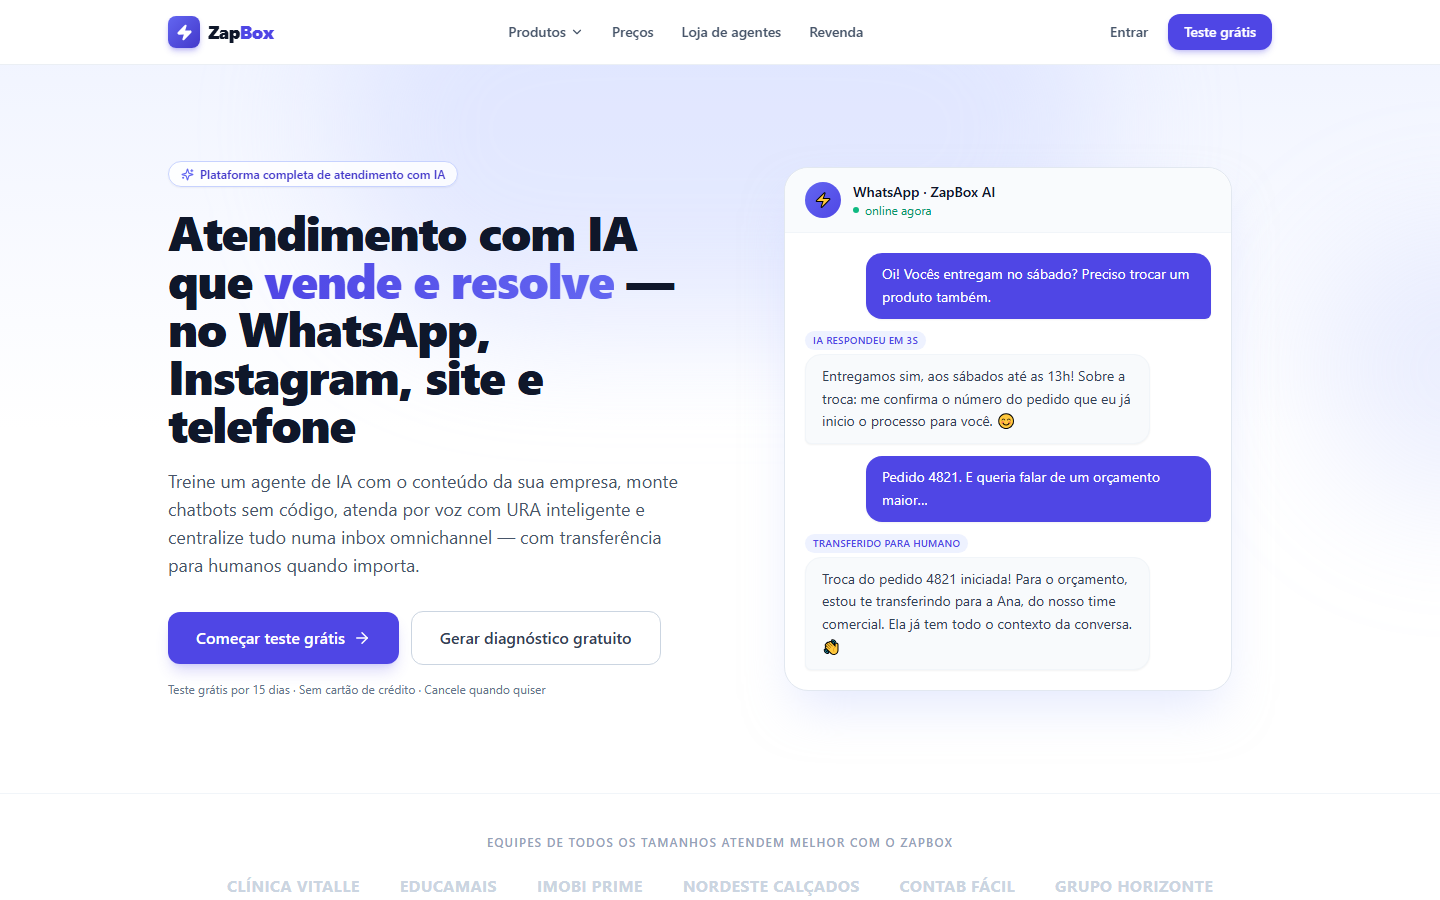 ZapBox
Produtos
Preços
Loja de agentes
Revenda
Entrar
Teste grátis
Plataforma completa de atendimento com IA
Atendimento com IA
que vende e resolve —
no WhatsApp,
Instagram, site e
telefone
Treine um agente de IA com o conteúdo da sua empresa, monte
chatbots sem código, atenda por voz com URA inteligente e
centralize tudo numa inbox omnichannel — com transferência
para humanos quando importa.
Começar teste grátis →
Gerar diagnóstico gratuito
Teste grátis por 15 dias · Sem cartão de crédito · Cancele quando quiser
WhatsApp · ZapBox AI
online agora
Oi! Vocês entregam no sábado? Preciso trocar um
produto também.
IA RESPONDEU EM 3S
Entregamos sim, aos sábados até as 13h! Sobre a
troca: me confirma o número do pedido que eu já
inicio o processo para você. 😊
Pedido 4821. E queria falar de um orçamento
maior...
TRANSFERIDO PARA HUMANO
Troca do pedido 4821 iniciada! Para o orçamento,
estou te transferindo para a Ana, do nosso time
comercial. Ela já tem todo o contexto da conversa.
👏
EQUIPES DE TODOS OS TAMANHOS ATENDEM MELHOR COM O ZAPBOX
CLÍNICA VITALLE
EDUCAMAIS
IMOBI PRIME
NORDESTE CALÇADOS
CONTAB FÁCIL
GRUPO HORIZONTE